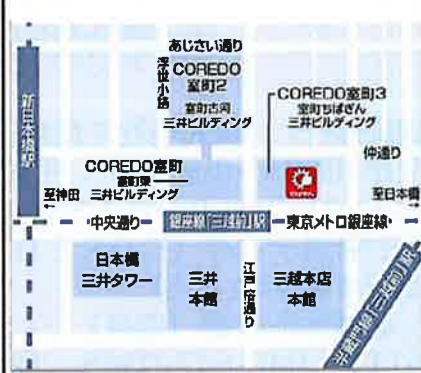 あじさい通り
浮世小路
COREDO
室町2
室町古河
三井ビルディング
COREDO室町3
室町ちばぎん
三井ビルディング
仲通り
新日本橋駅
COREDO室町
室町東
三井ビルディング
至神田
至日本橋
中央通り
銀座線「三越前」駅
東京メトロ銀座線
日本橋
三井タワー
三井
本館
江戸桜通り
三越本店
本館
半蔵門線「三越前」駅